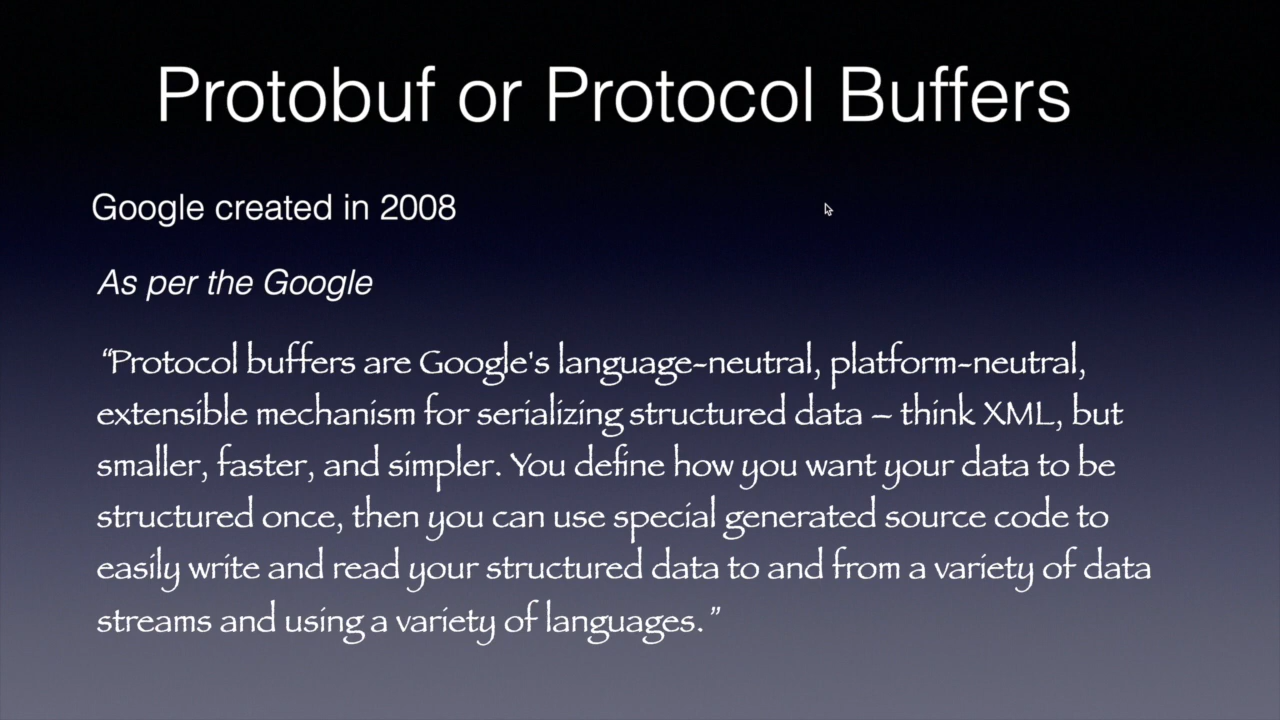 Protobuf or Protocol Buffers
Google created in 2008
As per the Google
“Protocol buffers are Google's language-neutral, platform-neutral,
extensible mechanism for serializing structured data – think XML, but
smaller, faster, and simpler. You define how you want your data to be
structured once, then you can use special generated source code to
easily write and read your structured data to and from a variety of data
streams and using a variety of languages. ”